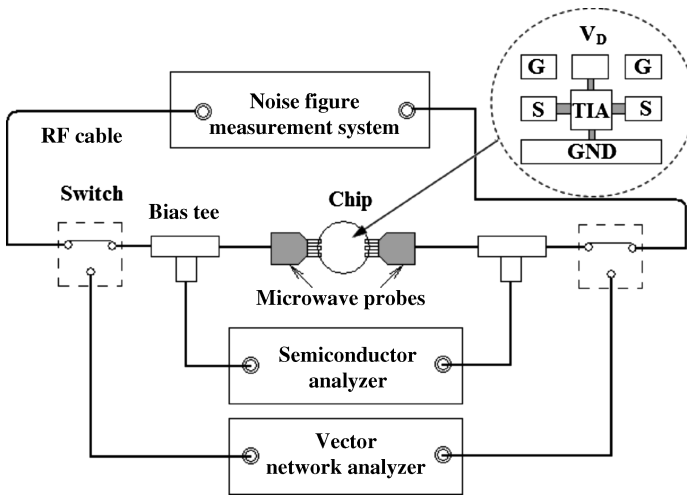 V_D
G
G
S
TIA
S
GND
Noise figure
measurement system
RF cable
Switch
Bias tee
Chip
Microwave probes
Semiconductor
analyzer
Vector
network analyzer